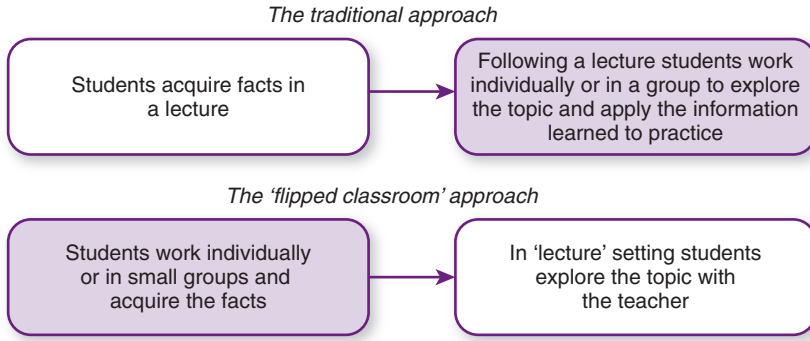 The traditional approach
Students acquire facts in
a lecture
Following a lecture students work
individually or in a group to explore
the topic and apply the information
learned to practice
The ‘flipped classroom’ approach
Students work individually
or in small groups and
acquire the facts
In ‘lecture’ setting students
explore the topic with
the teacher